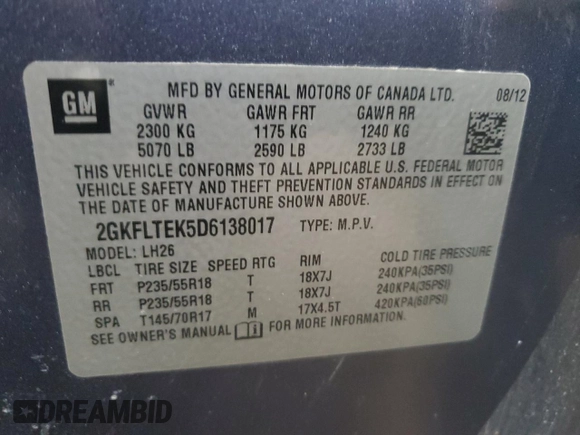 GM
MFD BY GENERAL MOTORS OF CANADA LTD. 08/12
GVWR GAWR FRT GAWR RR
2300 KG 1175 KG 1240 KG
5070 LB 2590 LB 2733 LB
THIS VEHICLE CONFORMS TO ALL APPLICABLE U.S. FEDERAL MOTOR
VEHICLE SAFETY AND THEFT PREVENTION STANDARDS IN EFFECT ON
THE DATE OF MANUFACTURE SHOWN ABOVE.
2GKFLTEK5D6138017 TYPE: M.P.V.
MODEL: LH26
LBCL TIRE SIZE SPEED RTG RIM COLD TIRE PRESSURE
FRT P235/55R18 T 18X7J 240KPA(35PSI)
RR P235/55R18 T 18X7J 240KPA(35PSI)
SPA T145/70R17 M 17X4.5T 420KPA(60PSI)
SEE OWNER'S MANUAL FOR MORE INFORMATION.
DREAMBID